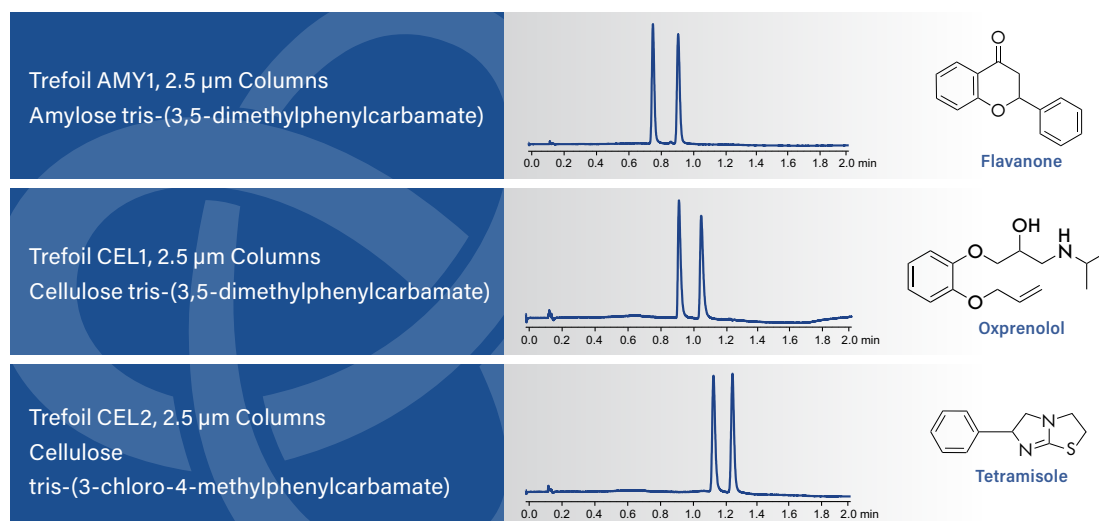 Trefoil AMY1, 2.5 µm Columns
Amylose tris-(3,5-dimethylphenylcarbamate)
0.0 0.2 0.4 0.6 0.8 1.0 1.2 1.4 1.6 1.8 2.0 min
O
O
Flavanone
Trefoil CEL1, 2.5 µm Columns
Cellulose tris-(3,5-dimethylphenylcarbamate)
0.0 0.2 0.4 0.6 0.8 1.0 1.2 1.4 1.6 1.8 2.0 min
OH
H
O N
O
Oxprenolol
Trefoil CEL2, 2.5 µm Columns
Cellulose
tris-(3-chloro-4-methylphenylcarbamate)
0.0 0.2 0.4 0.6 0.8 1.0 1.2 1.4 1.6 1.8 2.0 min
N
N S
Tetramisole